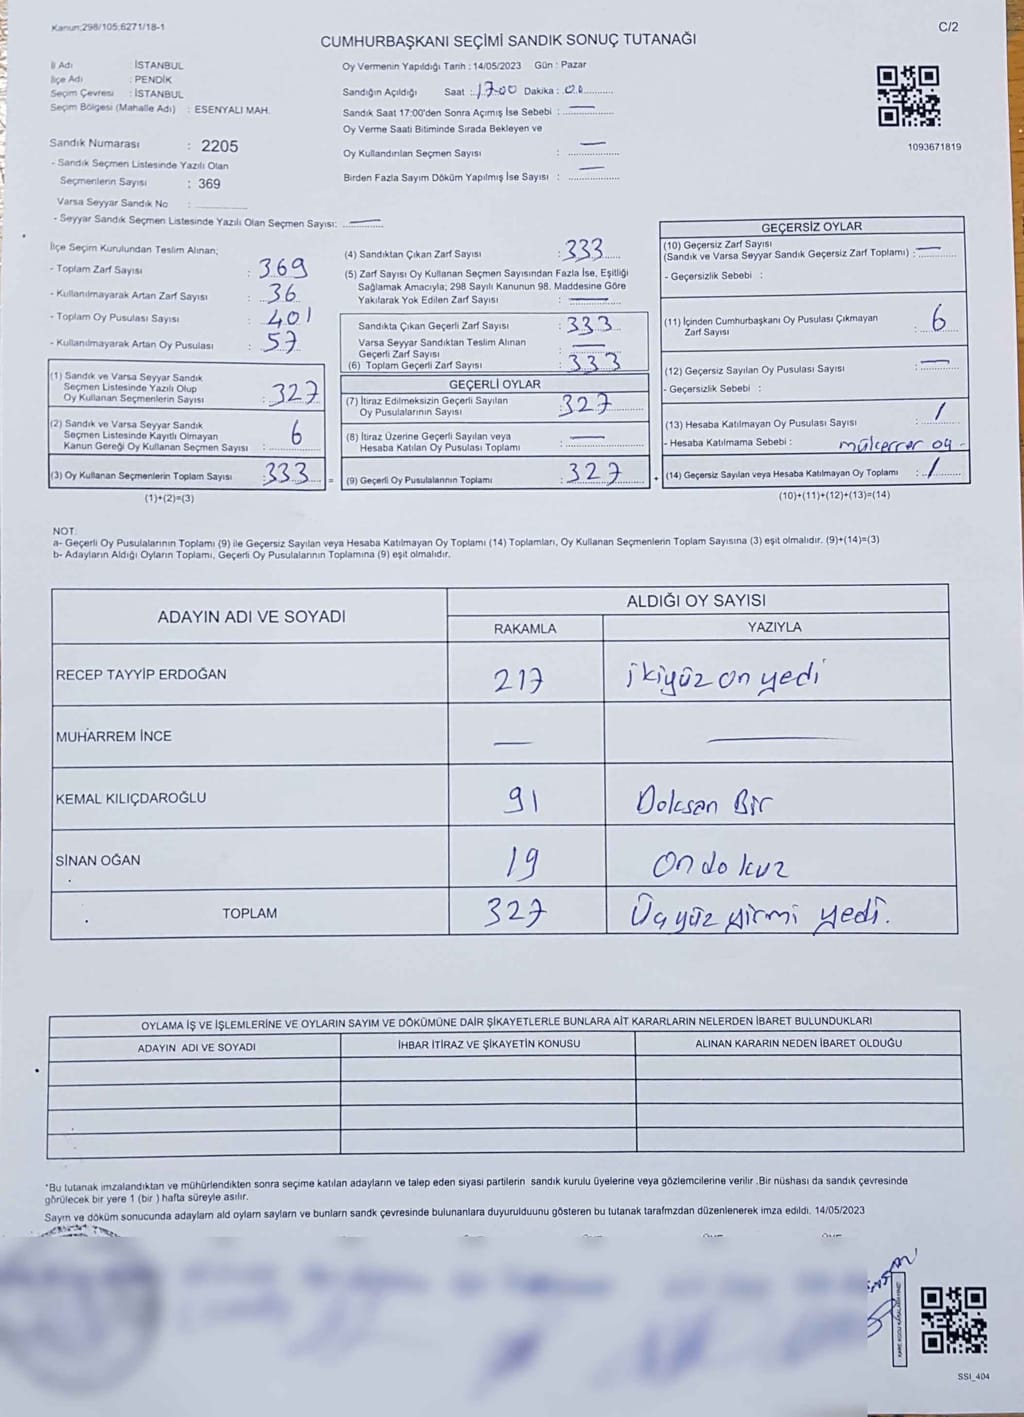 Kanun:298/105,6271/18-1
C/2
CUMHURBAŞKANI SEÇİMİ SANDIK SONUÇ TUTANAĞI
İl Adı : İSTANBUL
İlçe Adı : PENDİK
Seçim Çevresi : İSTANBUL
Seçim Bölgesi (Mahalle Adı) : ESENYALI MAH.
Sandık Numarası : 2205
- Sandık Seçmen Listesinde Yazılı Olan
Seçmenlerin Sayısı : 369
Varsa Seyyar Sandık No :
- Seyyar Sandık Seçmen Listesinde Yazılı Olan Seçmen Sayısı: —
Oy Vermenin Yapıldığı Tarih : 14/05/2023 Gün : Pazar
Sandığın Açıldığı Saat : 17.00 Dakika : 00
Sandık Saat 17:00'den Sonra Açımış İse Sebebi : —
Oy Verme Saati Bitiminde Sırada Bekleyen ve
Oy Kullandırılan Seçmen Sayısı : —
Birden Fazla Sayım Döküm Yapılmış İse Sayısı : —
1093671819
İlçe Seçim Kurulundan Teslim Alınan;
- Toplam Zarf Sayısı : 369
- Kullanılmayarak Artan Zarf Sayısı : 36
- Toplam Oy Pusulası Sayısı : 401
- Kullanılmayarak Artan Oy Pusulası : 57
(1) Sandık ve Varsa Seyyar Sandık
Seçmen Listesinde Yazılı Olup
Oy Kullanan Seçmenlerin Sayısı : 327
(2) Sandık ve Varsa Seyyar Sandık
Seçmen Listesinde Kayıtlı Olmayan
Kanun Gereği Oy Kullanan Seçmen Sayısı : 6
(3) Oy Kullanan Seçmenlerin Toplam Sayısı : 333
(1)+(2)=(3)
(4) Sandıktan Çıkan Zarf Sayısı : 333
(5) Zarf Sayısı Oy Kullanan Seçmen Sayısından Fazla İse, Eşitliği
Sağlamak Amacıyla; 298 Sayılı Kanunun 98. Maddesine Göre
Yakılarak Yok Edilen Zarf Sayısı : —
Sandıkta Çıkan Geçerli Zarf Sayısı : 333
Varsa Seyyar Sandıktan Teslim Alınan
Geçerli Zarf Sayısı : —
(6) Toplam Geçerli Zarf Sayısı : 333
GEÇERLİ OYLAR
(7) İtiraz Edilmeksizin Geçerli Sayılan
Oy Pusulalarının Sayısı : 327
(8) İtiraz Üzerine Geçerli Sayılan veya
Hesaba Katılan Oy Pusulası Toplamı : —
= (9) Geçerli Oy Pusulalarının Toplamı : 327
GEÇERSİZ OYLAR
(10) Geçersiz Zarf Sayısı
(Sandık ve Varsa Seyyar Sandık Geçersiz Zarf Toplamı) : —
- Geçersizlik Sebebi :
(11) İçinden Cumhurbaşkanı Oy Pusulası Çıkmayan
Zarf Sayısı : 6
(12) Geçersiz Sayılan Oy Pusulası Sayısı : —
- Geçersizlik Sebebi :
(13) Hesaba Katılmayan Oy Pusulası Sayısı : 1
- Hesaba Katılmama Sebebi : mükerrer oy -
+ (14) Geçersiz Sayılan veya Hesaba Katılmayan Oy Toplamı : 1
(10)+(11)+(12)+(13)=(14)
NOT:
a- Geçerli Oy Pusulalarının Toplamı (9) ile Geçersiz Sayılan veya Hesaba Katılmayan Oy Toplamı (14) Toplamları, Oy Kullanan Seçmenlerin Toplam Sayısına (3) eşit olmalıdır. (9)+(14)=(3)
b- Adayların Aldığı Oyların Toplamı, Geçerli Oy Pusulalarının Toplamına (9) eşit olmalıdır.
ADAYIN ADI VE SOYADI ALDIĞI OY SAYISI
RAKAMLA YAZIYLA
RECEP TAYYİP ERDOĞAN 217 ikiyüz on yedi
MUHARREM İNCE — —
KEMAL KILIÇDAROĞLU 91 Doksan Bir
SİNAN OĞAN 19 On dokuz
TOPLAM 327 Üçyüz yirmi yedi.
OYLAMA İŞ VE İŞLEMLERİNE VE OYLARIN SAYIM VE DÖKÜMÜNE DAİR ŞİKAYETLERLE BUNLARA AİT KARARLARIN NELERDEN İBARET BULUNDUKLARI
ADAYIN ADI VE SOYADI İHBAR İTİRAZ VE ŞİKAYETİN KONUSU ALINAN KARARIN NEDEN İBARET OLDUĞU
*Bu tutanak imzalandıktan ve mühürlendikten sonra seçime katılan adayların ve talep eden siyasi partilerin sandık kurulu üyelerine veya gözlemcilerine verilir .Bir nüshası da sandık çevresinde
görülecek bir yere 1 (bir ) hafta süreyle asılır.
Sayım ve döküm sonucunda adayların ald oyların sayların ve bunların sandk çevresinde bulunanlara duyurulduunu gösteren bu tutanak tarafmzdan düzenlenerek imza edildi. 14/05/2023
SSI_404